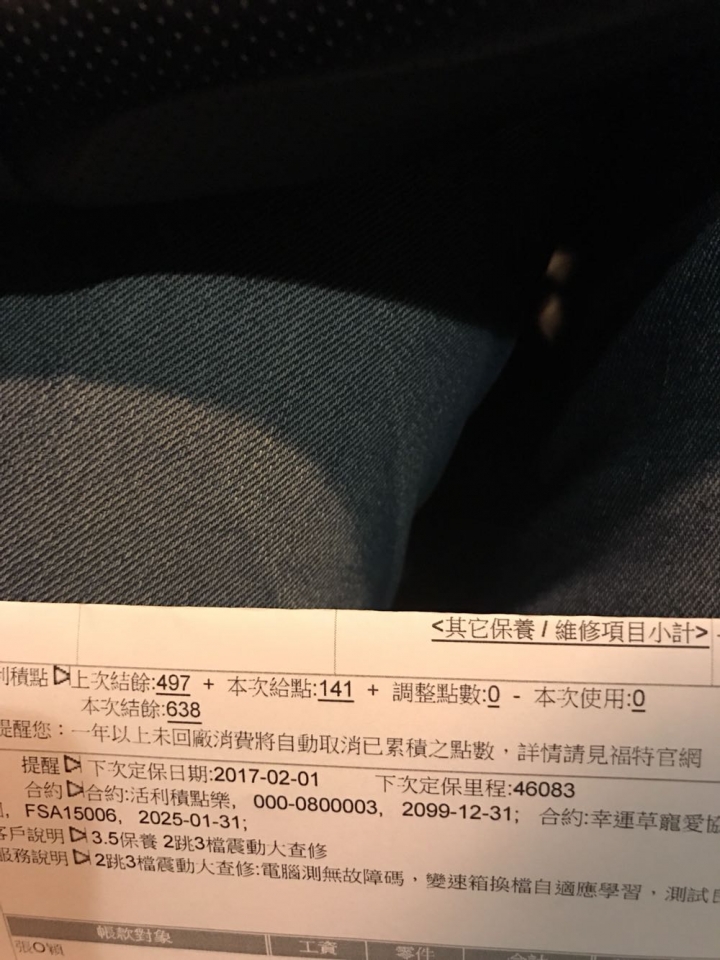 <其它保養 / 維修項目小計>
利積點 上次結餘:497 + 本次給點:141 + 調整點數:0 - 本次使用:0
本次結餘:638
提醒您：一年以上未回廠消費將自動取消已累積之點數，詳情請見福特官網
提醒 下次定保日期:2017-02-01 下次定保里程:46083
合約 合約:活利積點樂, 000-0800003, 2099-12-31; 合約:幸運草寵愛
, FSA15006, 2025-01-31;
客戶說明 3.5保養 2跳3檔震動大查修
服務說明 2跳3檔震動大查修:電腦測無故障碼，變速箱換檔自適應學習，測試
帳款對象 工資 零件 合計
張O穎